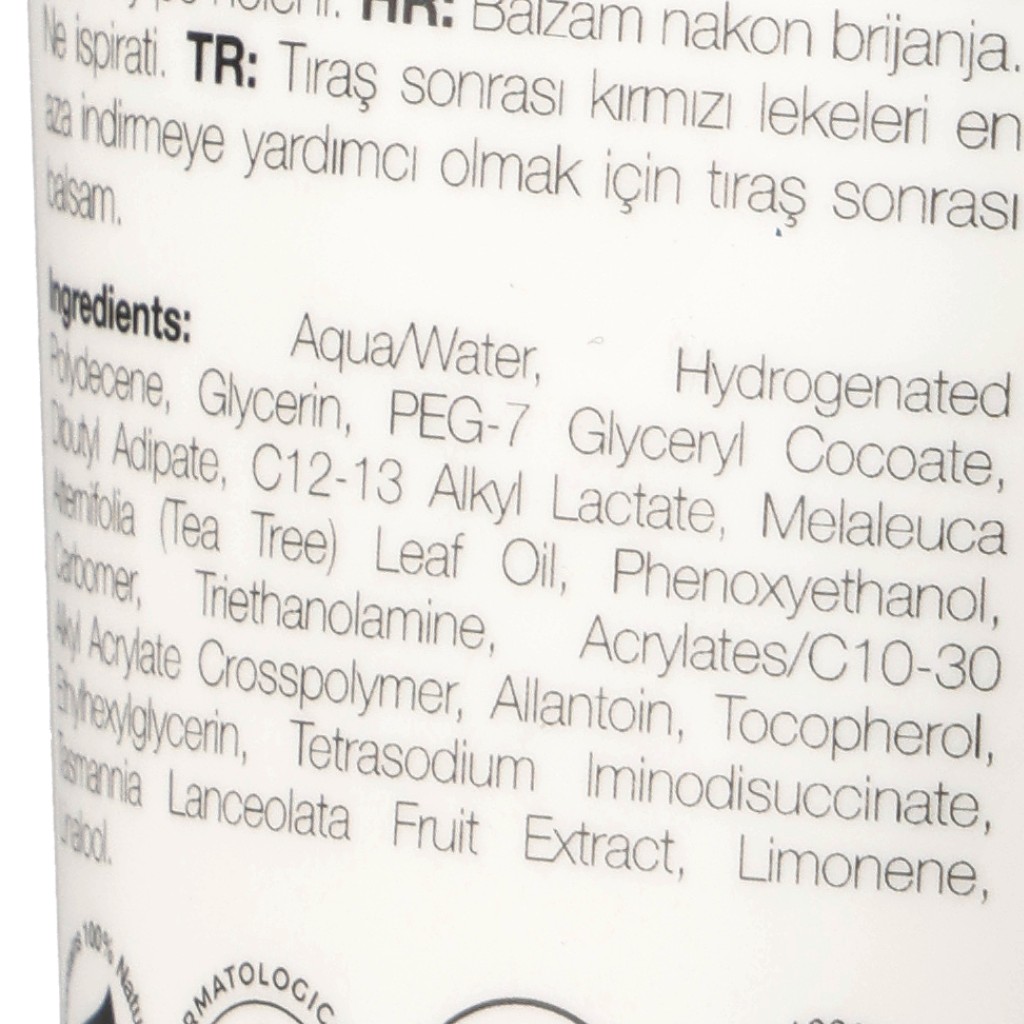 HR: Balzam nakon brijanja.
Ne ispirati. TR: Tıraş sonrası kırmızı lekeleri en
aza indirmeye yardımcı olmak için tıraş sonrası
balsam.
Ingredients: Aqua/Water, Hydrogenated
Polydecene, Glycerin, PEG-7 Glyceryl Cocoate,
Dibutyl Adipate, C12-13 Alkyl Lactate, Melaleuca
Alternifolia (Tea Tree) Leaf Oil, Phenoxyethanol,
Carbomer, Triethanolamine, Acrylates/C10-30
Alkyl Acrylate Crosspolymer, Allantoin, Tocopherol,
Ethylhexylglycerin, Tetrasodium Iminodisuccinate,
Tasmannia Lanceolata Fruit Extract, Limonene,
Linalool.
100% Natu
RMATOLOGIC